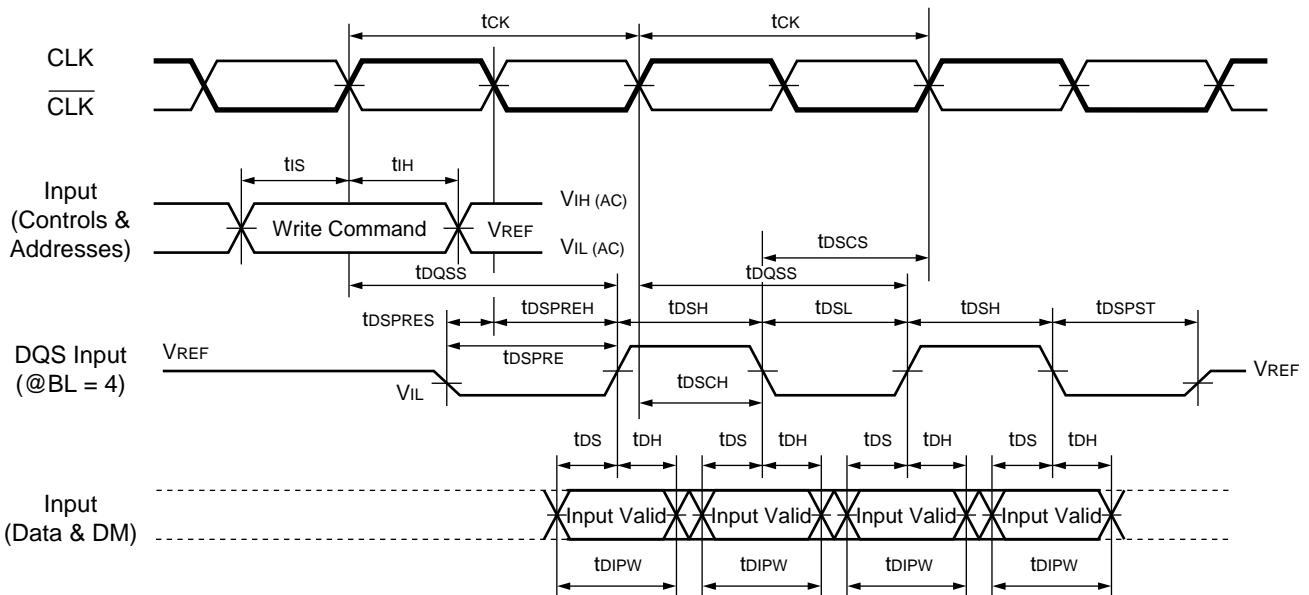 tCK tCK
CLK
CLK
tIS tIH
Input
(Controls &
Addresses)
VIH (AC)
Write Command VREF
VIL (AC)
tDSCS
tDQSS tDQSS
tDSPRES tDSPREH tDSH tDSL tDSH tDSPST
DQS Input
(@BL = 4)
VREF tDSPRE VREF
VIL tDSCH
tDS tDH tDS tDH tDS tDH tDS tDH
Input
(Data & DM)
Input Valid Input Valid Input Valid Input Valid
tDIPW tDIPW tDIPW tDIPW